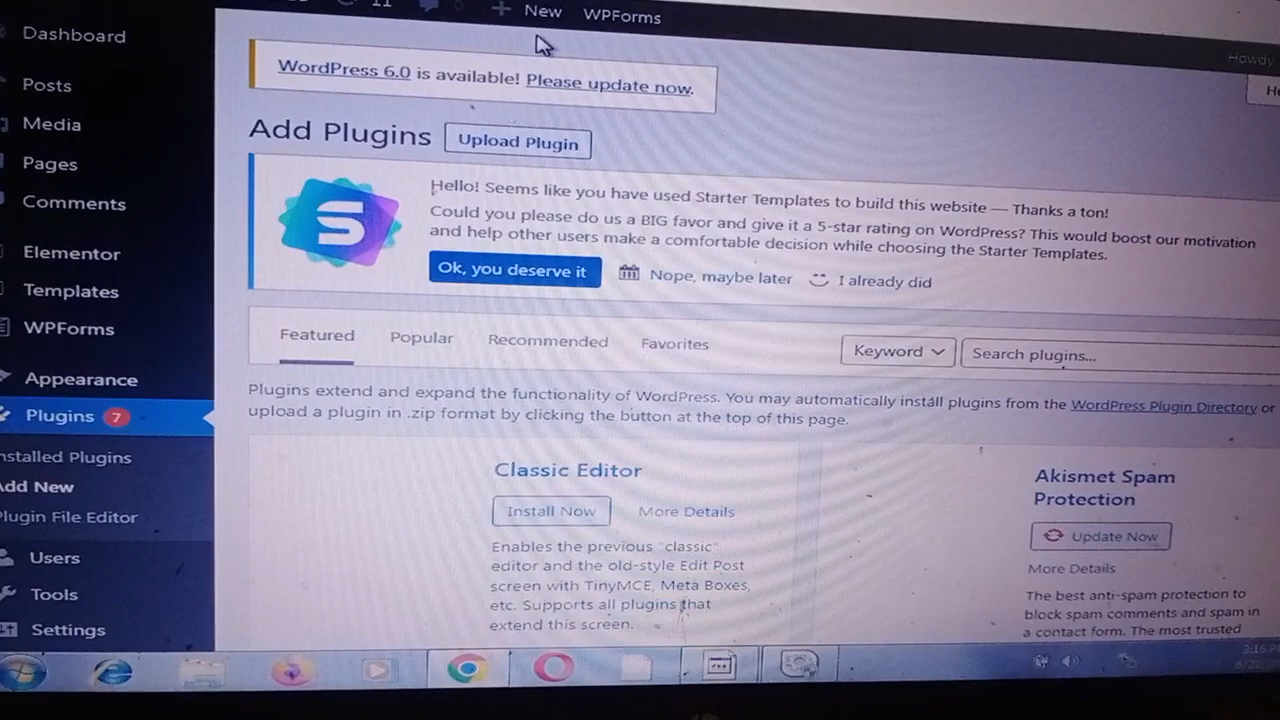 11 0 New WPForms
Howdy
Dashboard
Posts
Media
Pages
Comments
Elementor
Templates
WPForms
Appearance
Plugins 7
nstalled Plugins
Add New
Plugin File Editor
Users
Tools
Settings
WordPress 6.0 is available! Please update now.
He
Add Plugins Upload Plugin
S
Hello! Seems like you have used Starter Templates to build this website — Thanks a ton!
Could you please do us a BIG favor and give it a 5-star rating on WordPress? This would boost our motivation
and help other users make a comfortable decision while choosing the Starter Templates.
Ok, you deserve it Nope, maybe later I already did
Featured Popular Recommended Favorites Keyword Search plugins...
Plugins extend and expand the functionality of WordPress. You may automatically install plugins from the WordPress Plugin Directory or
upload a plugin in .zip format by clicking the button at the top of this page.
Classic Editor
Install Now More Details
Enables the previous "classic"
editor and the old-style Edit Post
screen with TinyMCE, Meta Boxes,
etc. Supports all plugins that
extend this screen.
Akismet Spam
Protection
Update Now
More Details
The best anti-spam protection to
block spam comments and spam in
a contact form. The most trusted
3:16 PM